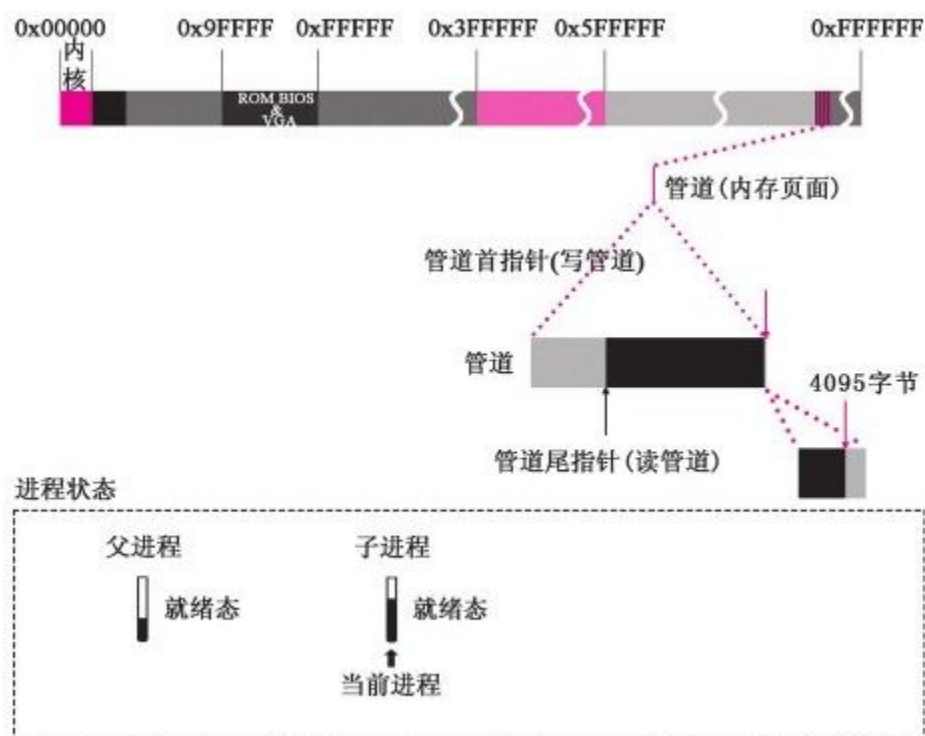 0x00000 0x9FFFF 0xFFFFF 0x3FFFFF 0x5FFFFF 0xFFFFFF
内
核
ROM BIOS
&
VGA
管道(内存页面)
管道首指针(写管道)
管道
4095字节
管道尾指针(读管道)
进程状态
父进程 子进程
就绪态 就绪态
当前进程